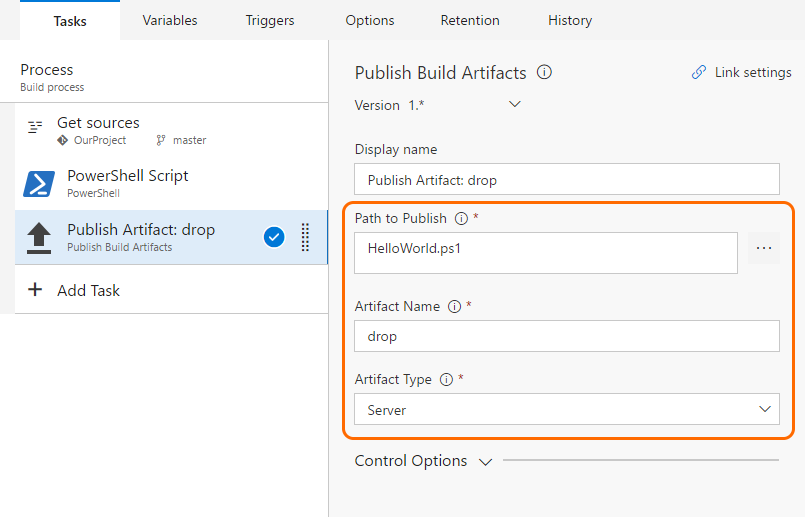 Tasks Variables Triggers Options Retention History
Process
Build process
Get sources
OurProject master
PowerShell Script
PowerShell
Publish Artifact: drop
Publish Build Artifacts
Add Task
Publish Build Artifacts Link settings
Version 1.*
Display name
Publish Artifact: drop
Path to Publish *
HelloWorld.ps1
Artifact Name *
drop
Artifact Type *
Server
Control Options